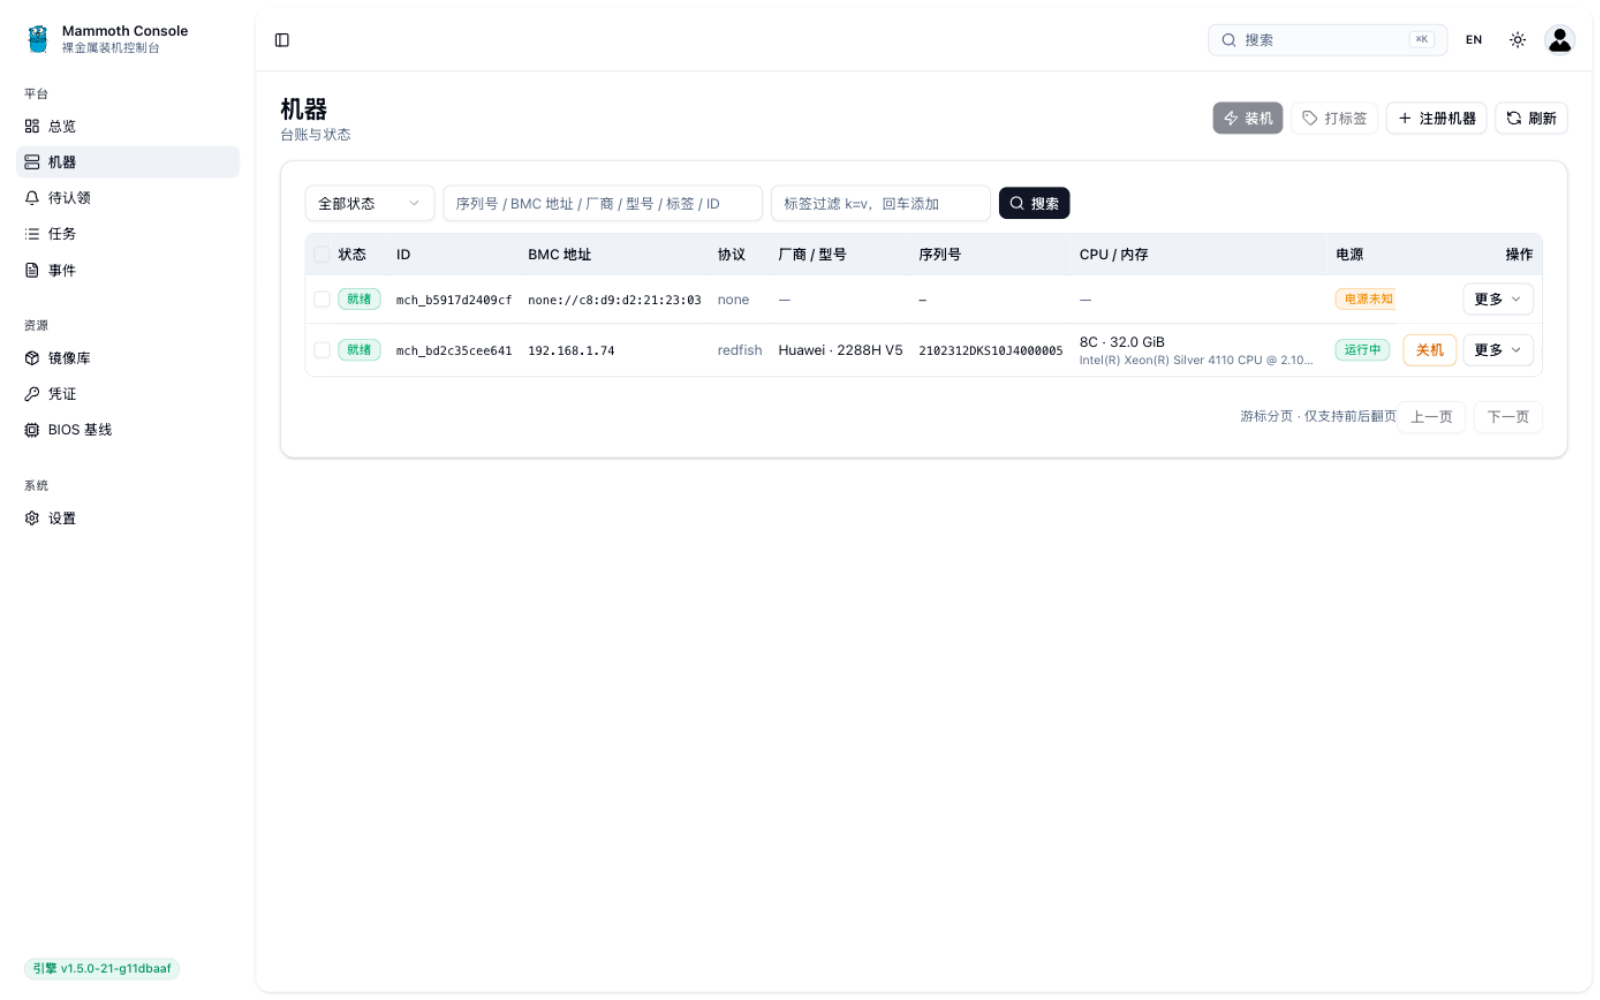 Mammoth Console
裸金属装机控制台
搜索 ⌘K EN
平台
总览
机器
待认领
任务
事件
资源
镜像库
凭证
BIOS 基线
系统
设置
引擎 v1.5.0-21-g11dbaaf
机器
台账与状态
装机 打标签 注册机器 刷新
全部状态 序列号 / BMC 地址 / 厂商 / 型号 / 标签 / ID 标签过滤 k=v，回车添加 搜索
状态 ID BMC 地址 协议 厂商 / 型号 序列号 CPU / 内存 电源 操作
就绪 mch_b5917d2409cf none://c8:d9:d2:21:23:03 none — – — 电源未知 更多
就绪 mch_bd2c35cee641 192.168.1.74 redfish Huawei · 2288H V5 2102312DKS10J4000005 8C · 32.0 GiB 运行中 关机 更多
Intel(R) Xeon(R) Silver 4110 CPU @ 2.10...
游标分页 · 仅支持前后翻页 上一页 下一页